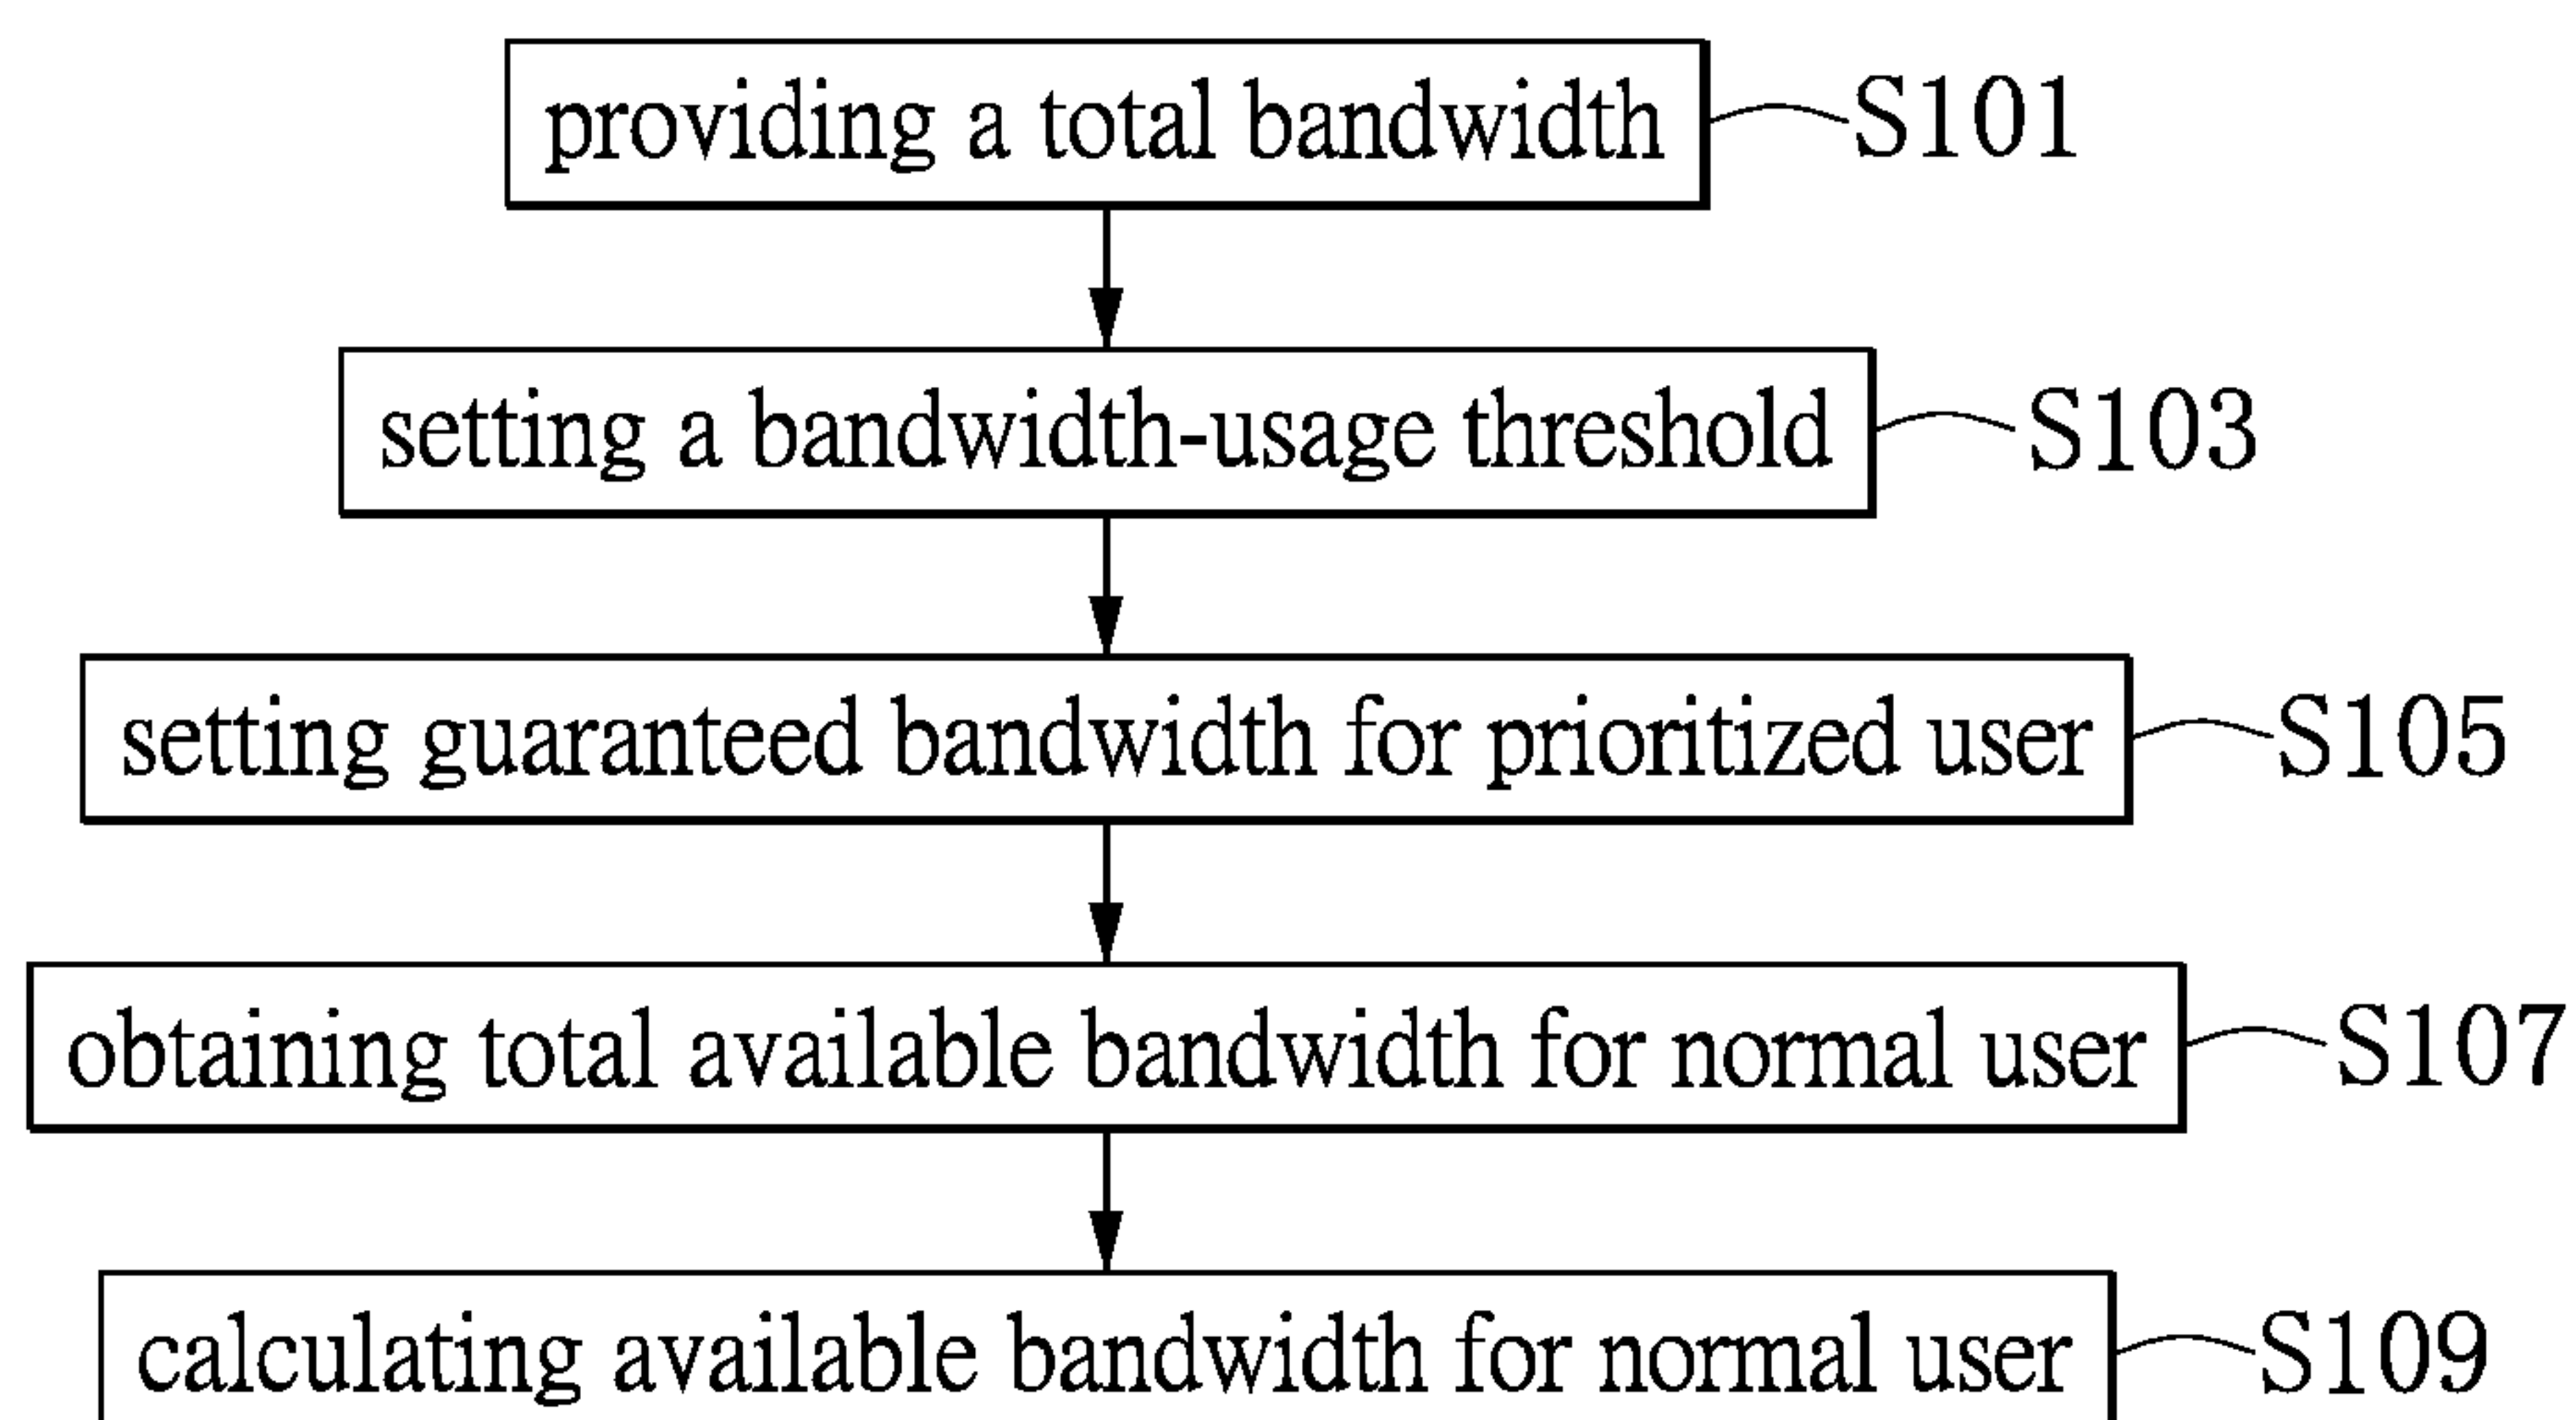 providing a total bandwidth S101
setting a bandwidth-usage threshold S103
setting guaranteed bandwidth for prioritized user S105
obtaining total available bandwidth for normal user S107
calculating available bandwidth for normal user S109